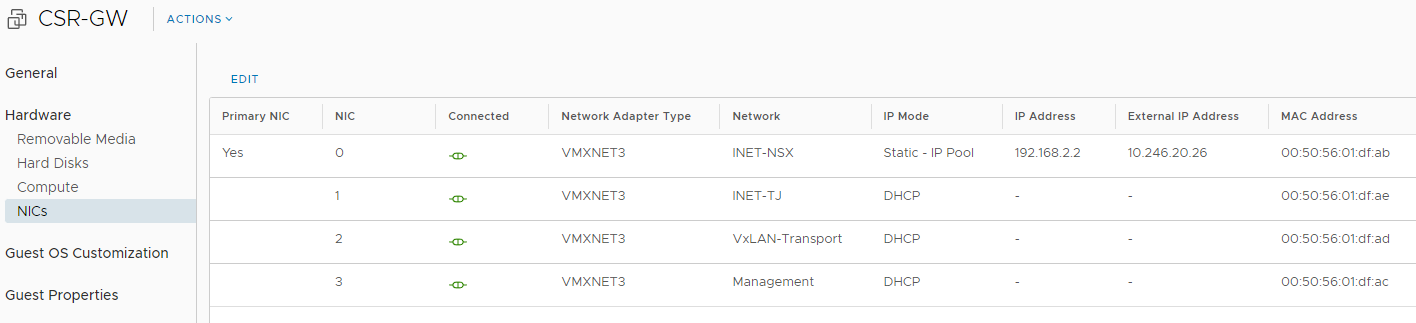 CSR-GW ACTIONS
General
Hardware
Removable Media
Hard Disks
Compute
NICs
Guest OS Customization
Guest Properties
EDIT
Primary NIC NIC Connected Network Adapter Type Network IP Mode IP Address External IP Address MAC Address
Yes 0 VMXNET3 INET-NSX Static - IP Pool 192.168.2.2 10.246.20.26 00:50:56:01:df:ab
1 VMXNET3 INET-TJ DHCP - - 00:50:56:01:df:ae
2 VMXNET3 VxLAN-Transport DHCP - - 00:50:56:01:df:ad
3 VMXNET3 Management DHCP - - 00:50:56:01:df:ac